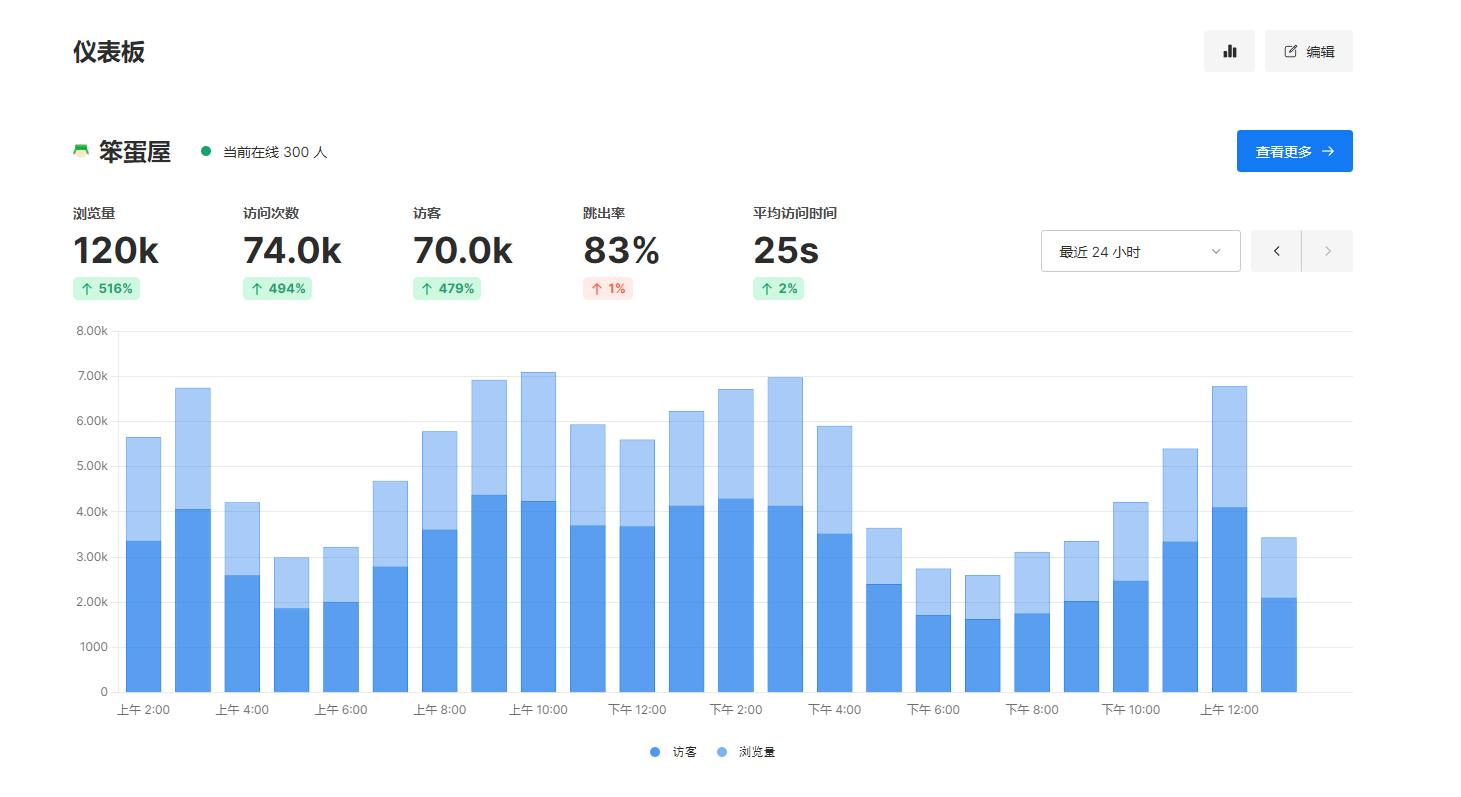 仪表板
编辑
笨蛋屋
当前在线 300 人
查看更多
浏览量 访问次数 访客 跳出率 平均访问时间
120k 74.0k 70.0k 83% 25s
最近 24 小时
516% 494% 479% 1% 2%
8.00k
7.00k
6.00k
5.00k
4.00k
3.00k
2.00k
1000
0
上午 2:00 上午 4:00 上午 6:00 上午 8:00 上午 10:00 下午 12:00 下午 2:00 下午 4:00 下午 6:00 下午 8:00 下午 10:00 上午 12:00
访客 浏览量